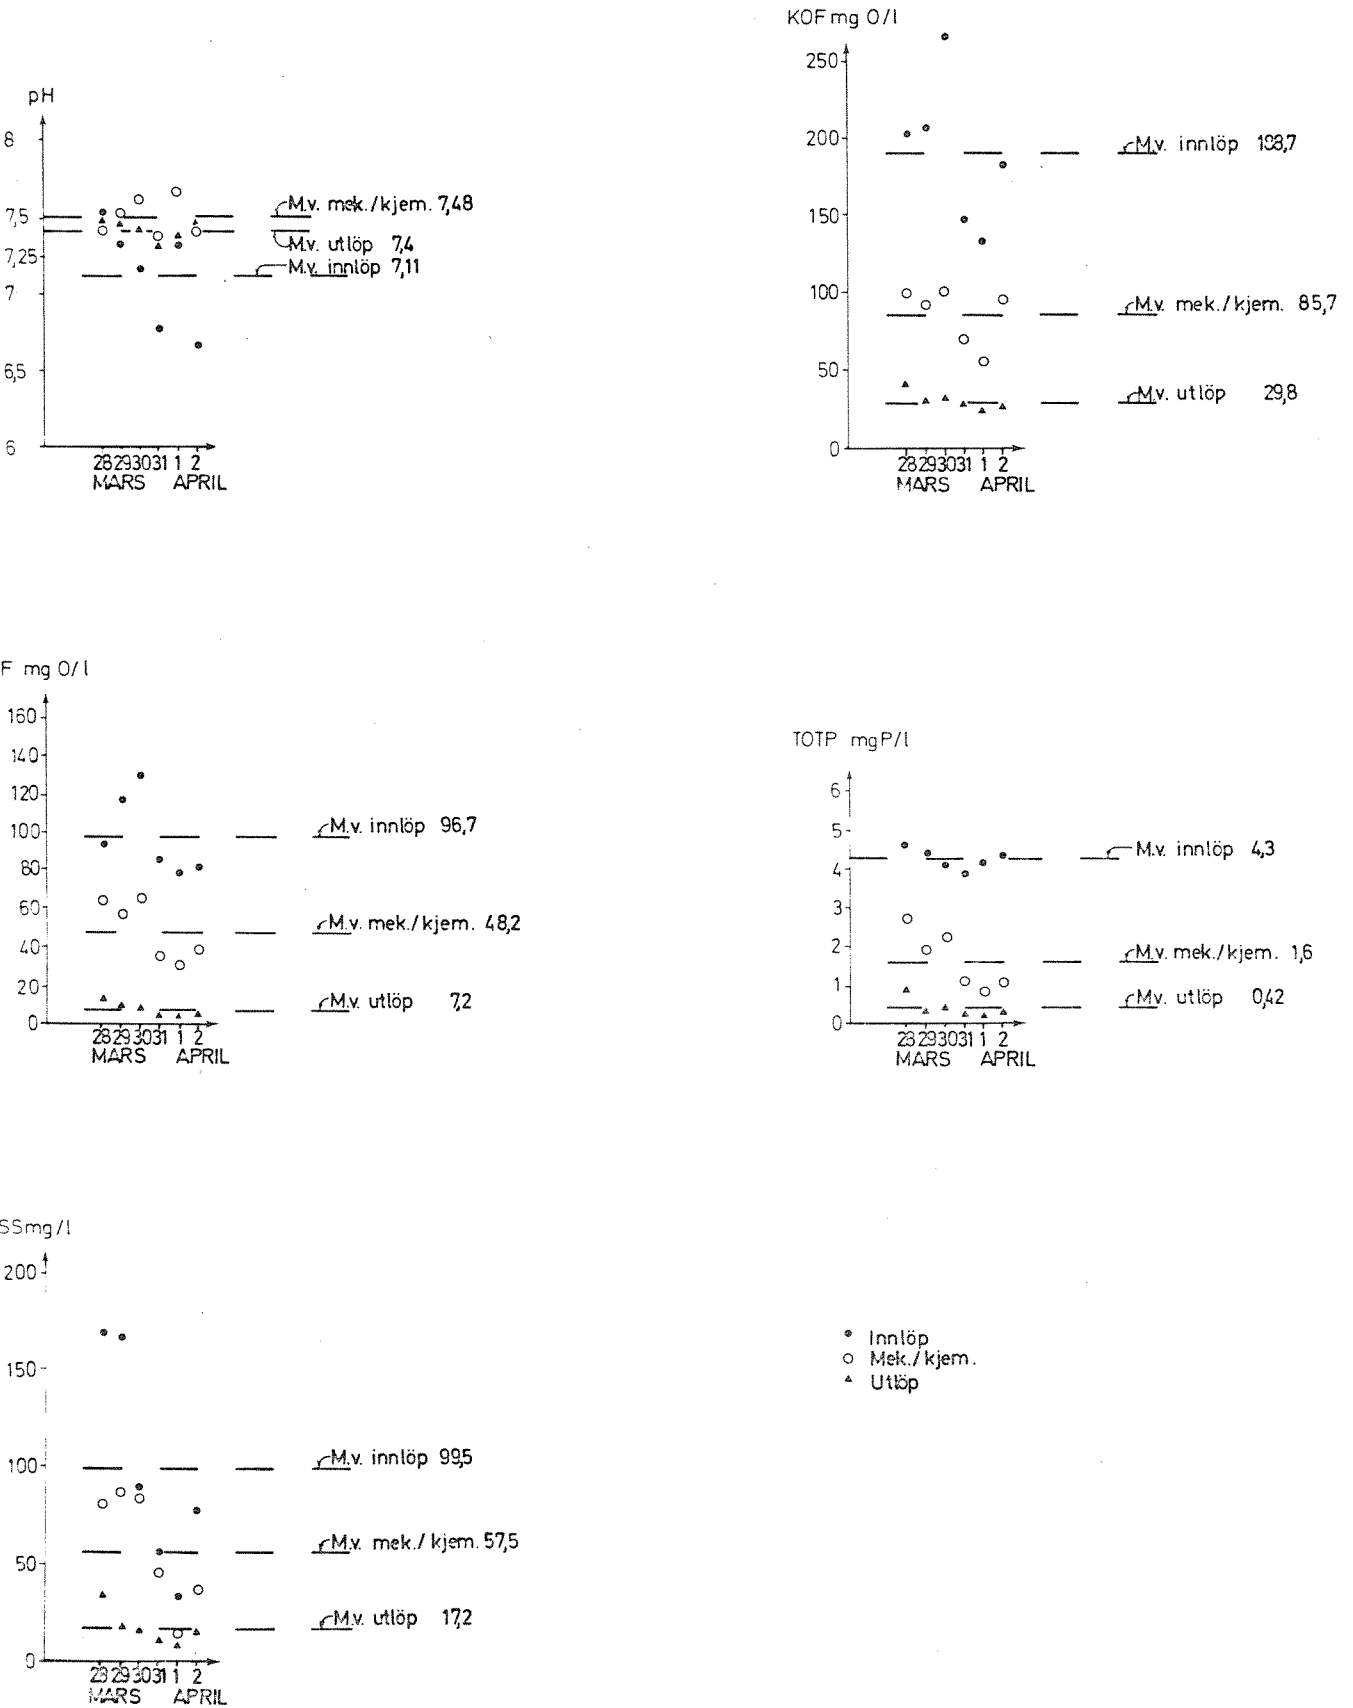 pH
8
7,5
7,25
7
6,5
6
M.v. mek./kjem. 7,48
M.v. utlöp 7,4
M.v. innlöp 7,11
28 29 30 31 1 2
MARS APRIL
KOF mg O/l
250
200
150
100
50
0
M.v. innlöp 188,7
M.v. mek./kjem. 85,7
M.v. utlöp 29,8
28 29 30 31 1 2
MARS APRIL
F mg O/l
160
140
120
100
80
60
40
20
0
M.v. innlöp 96,7
M.v. mek./kjem. 48,2
M.v. utlöp 7,2
28 29 30 31 1 2
MARS APRIL
TOTP mgP/l
6
5
4
3
2
1
0
M.v. innlöp 4,3
M.v. mek./kjem. 1,6
M.v. utlöp 0,42
28 29 30 31 1 2
MARS APRIL
SS mg/l
200
150
100
50
0
M.v. innlöp 99,5
M.v. mek./kjem. 57,5
M.v. utlöp 17,2
28 29 30 31 1 2
MARS APRIL
Innlöp
Mek./kjem.
Utlöp